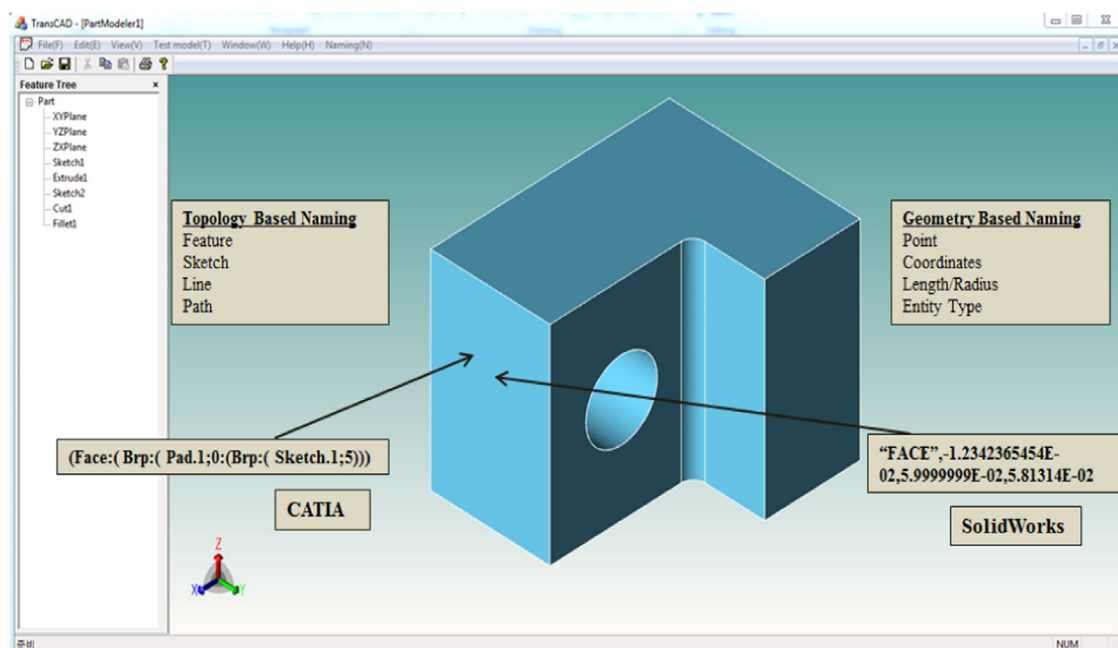 TransCAD - [PartModeler1]
File(F) Edit(E) View(V) Test model(T) Window(W) Help(H) Naming(N)
Feature Tree
Part
XYPlane
YZPlane
ZXPlane
Sketch1
Extrude1
Sketch2
Cut1
Fillet1
Topology Based Naming
Feature
Sketch
Line
Path
Geometry Based Naming
Point
Coordinates
Length/Radius
Entity Type
(Face:( Brp:( Pad.1;0:(Brp:( Sketch.1;5)))
CATIA
“FACE”,-1.2342365454E-
02,5.9999999E-02,5.81314E-02
SolidWorks
Z
X
Y
준비
NUM